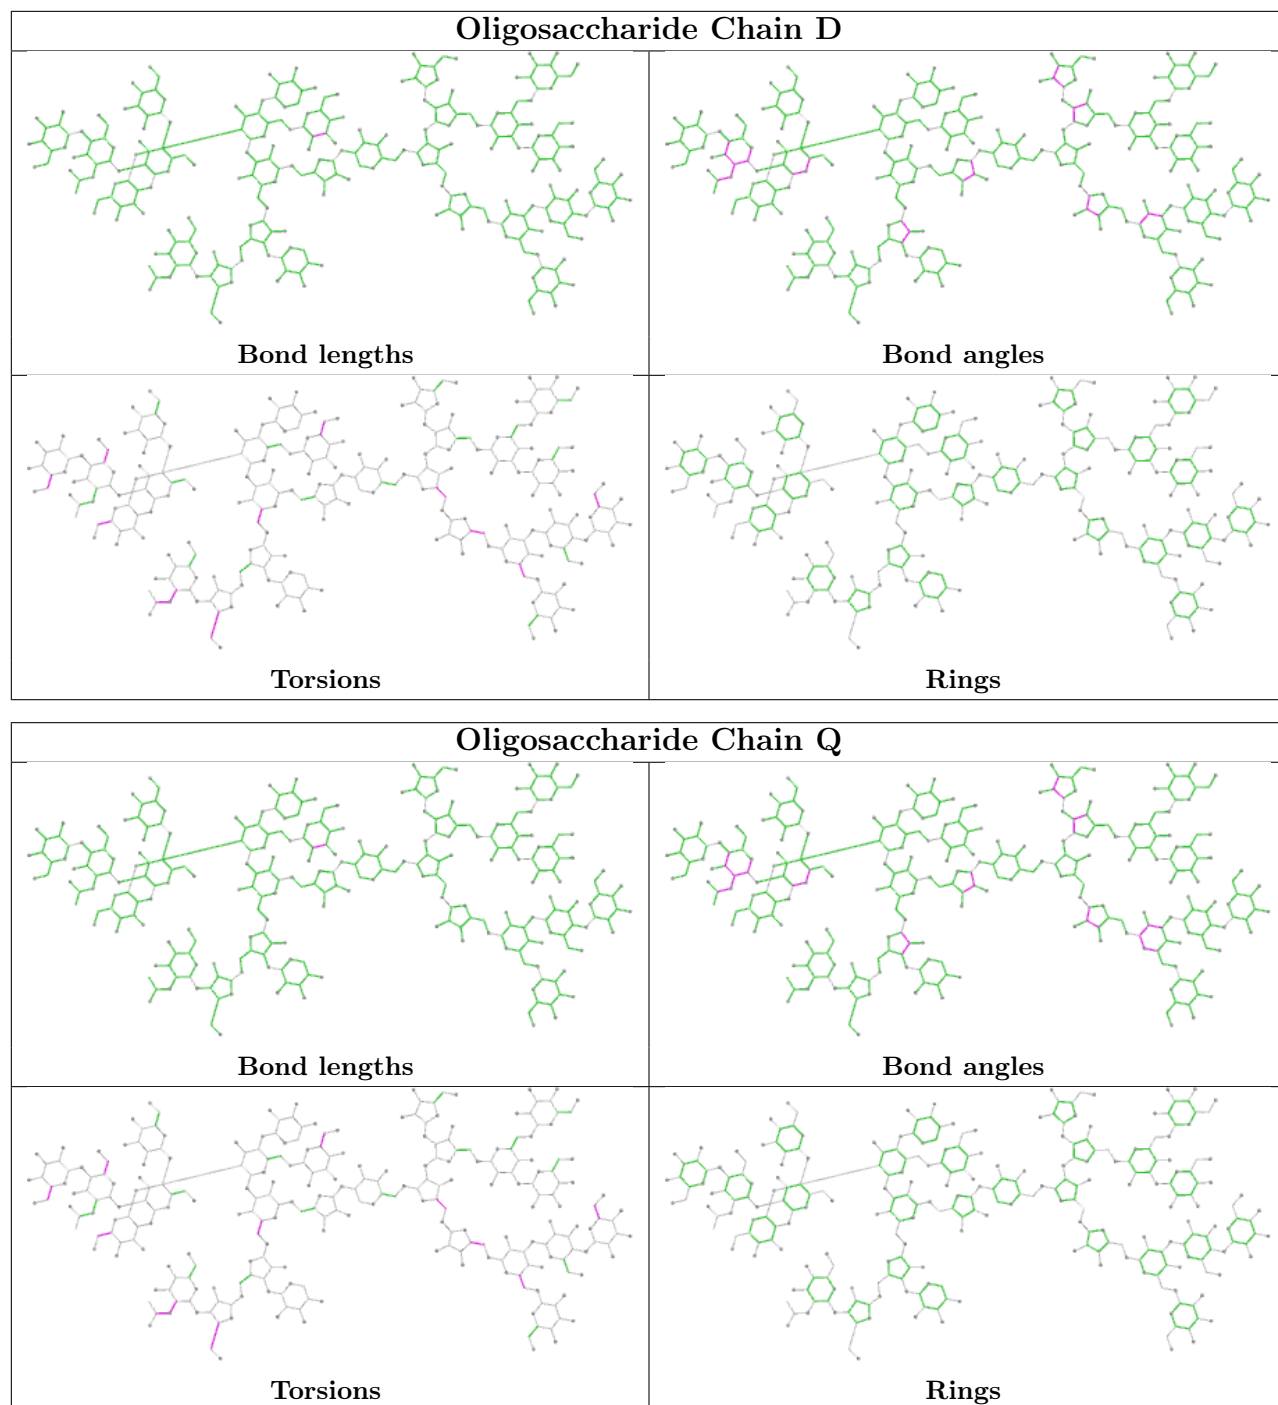 Oligosaccharide Chain D
Bond lengths
Bond angles
Torsions
Rings
Oligosaccharide Chain Q
Bond lengths
Bond angles
Torsions
Rings